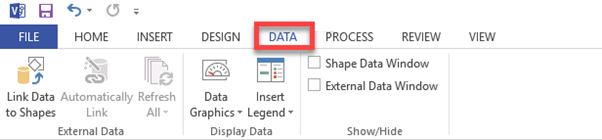 FILE HOME INSERT DESIGN DATA PROCESS REVIEW VIEW
Link Data
to Shapes
Automatically
Link
Refresh
All
Data
Graphics
Insert
Legend
Shape Data Window
External Data Window
External Data
Display Data
Show/Hide